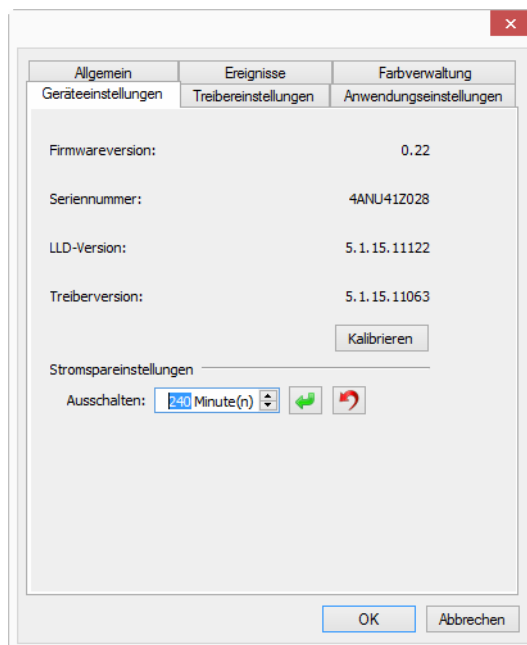 Allgemein Ereignisse Farbverwaltung
Geräteeinstellungen Treibereinstellungen Anwendungseinstellungen
Firmwareversion: 0.22
Seriennummer: 4ANU41Z028
LLD-Version: 5.1.15.11122
Treiberversion: 5.1.15.11063
Kalibrieren
Stromspareinstellungen
Ausschalten: 240 Minute(n)
OK Abbrechen